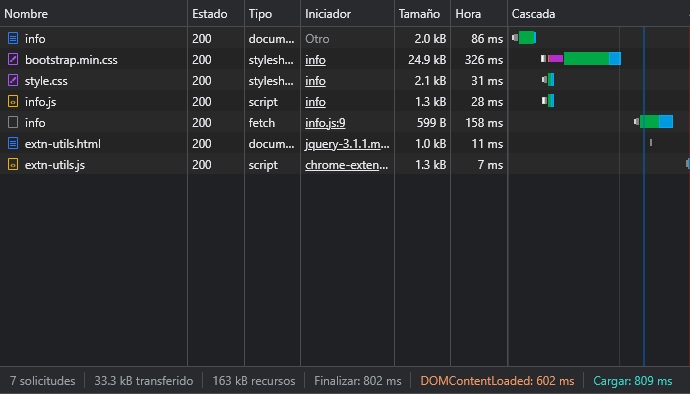 Nombre Estado Tipo Iniciador Tamaño Hora Cascada
info 200 docum... Otro 2.0 kB 86 ms
bootstrap.min.css 200 stylesh... info 24.9 kB 326 ms
style.css 200 stylesh... info 2.1 kB 31 ms
info.js 200 script info 1.3 kB 28 ms
info 200 fetch info.js:9 599 B 158 ms
extn-utils.html 200 docum... jquery-3.1.1.m... 1.0 kB 11 ms
extn-utils.js 200 script chrome-exten... 1.3 kB 7 ms
7 solicitudes 33.3 kB transferido 163 kB recursos Finalizar: 802 ms DOMContentLoaded: 602 ms Cargar: 809 ms